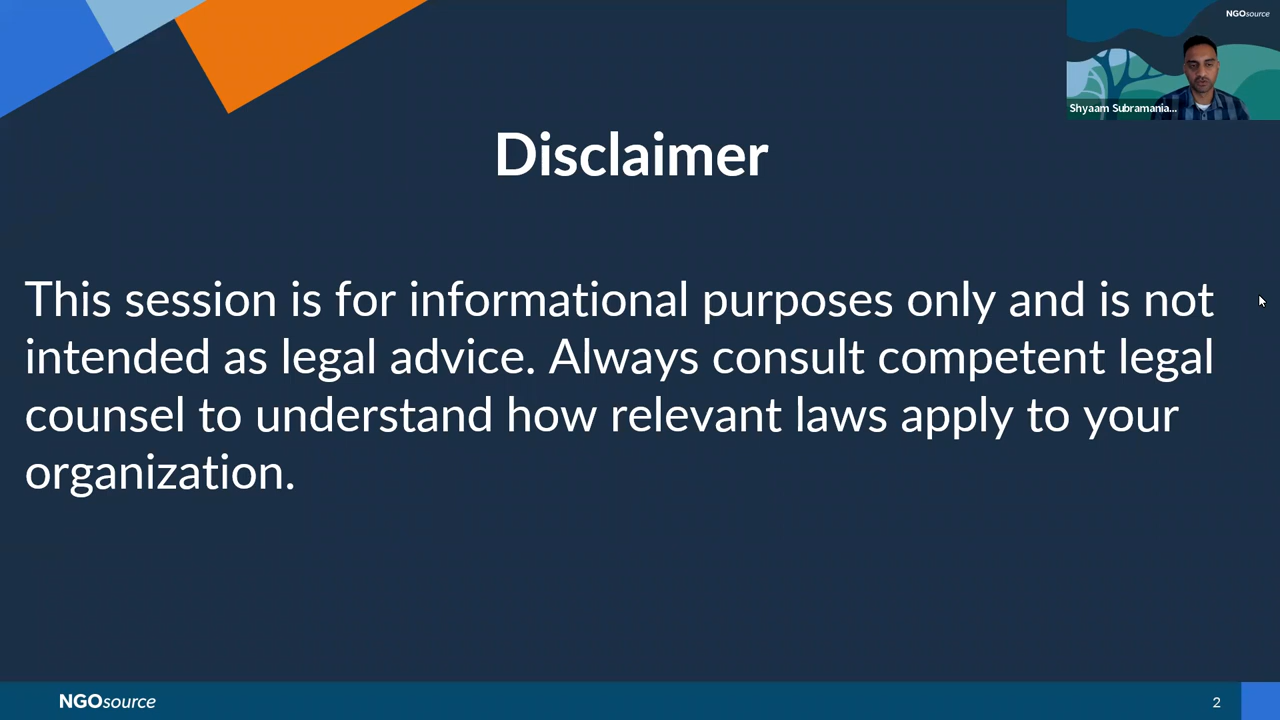 NGOsource
Shyaam Subramania...
Disclaimer
This session is for informational purposes only and is not
intended as legal advice. Always consult competent legal
counsel to understand how relevant laws apply to your
organization.
NGOsource
2